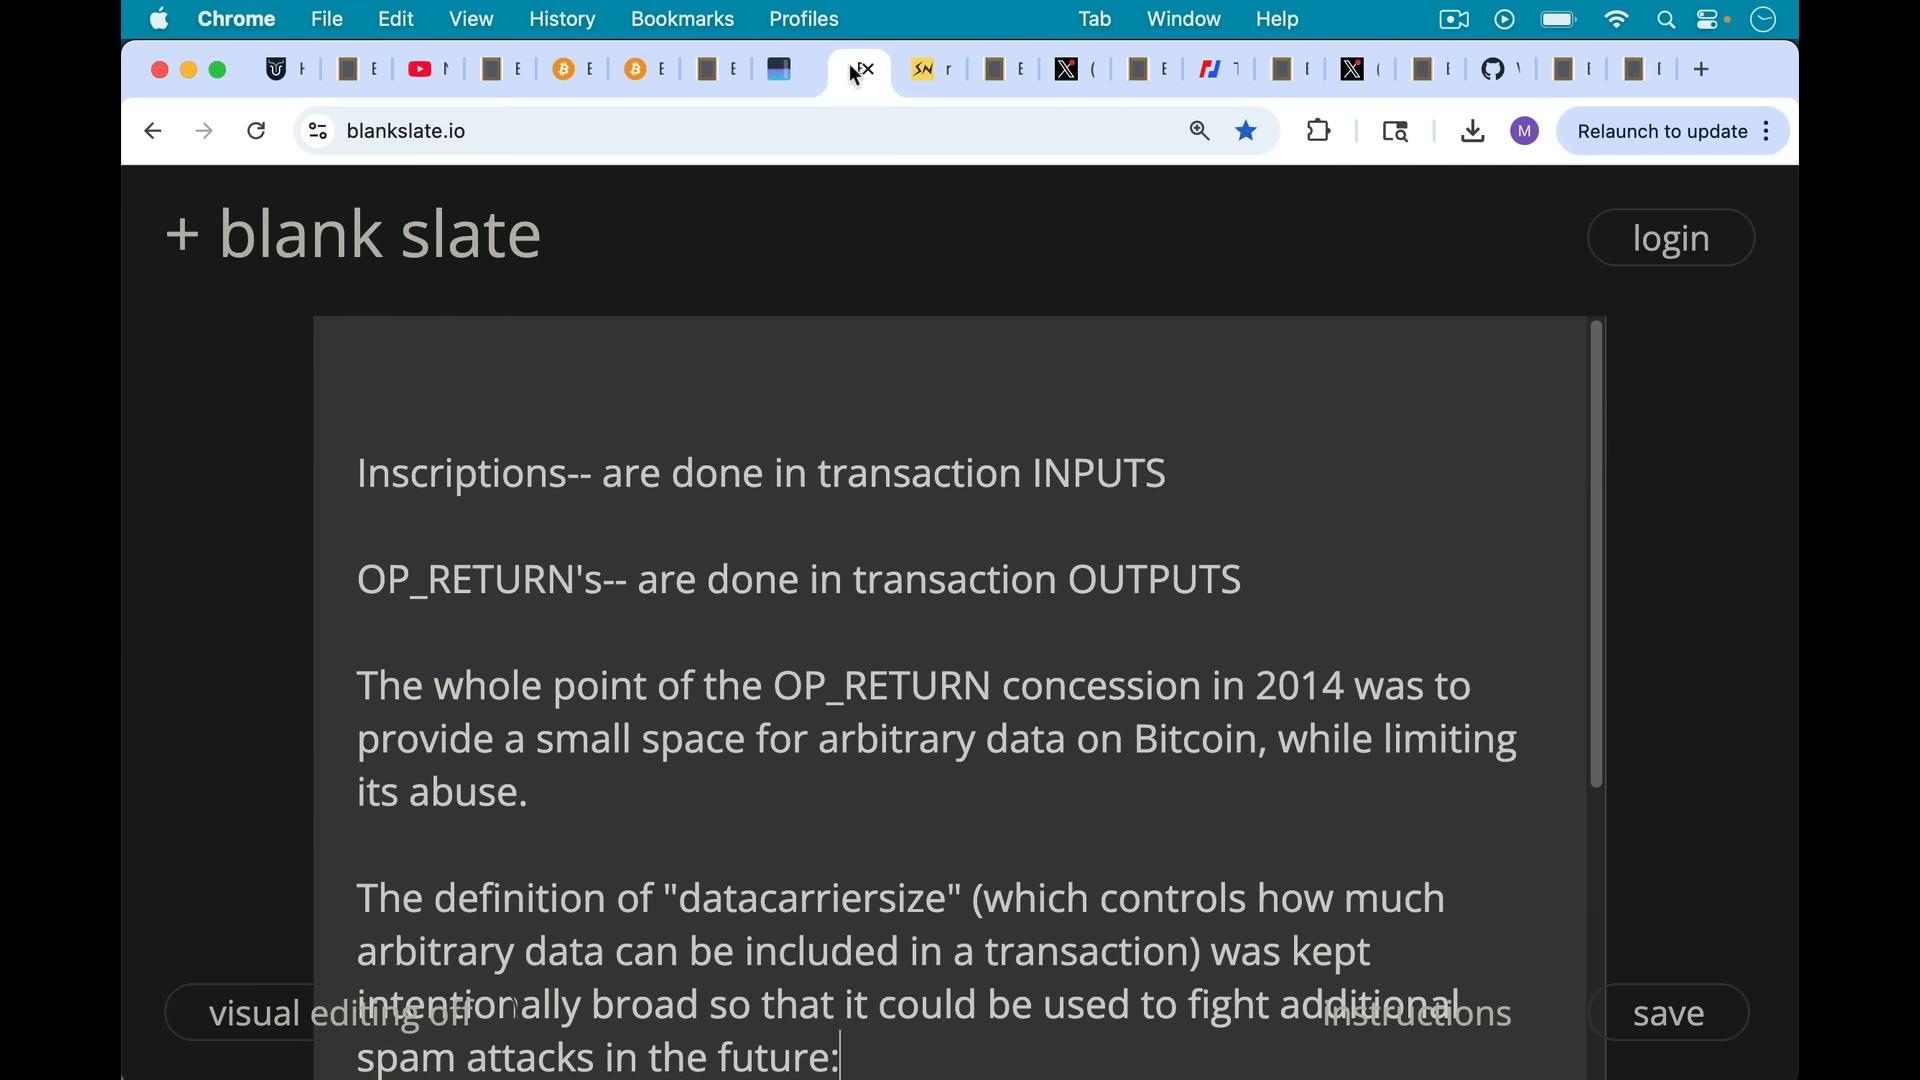 Chrome File Edit View History Bookmarks Profiles Tab Window Help
blankslate.io
M
Relaunch to update
+ blank slate
login
Inscriptions-- are done in transaction INPUTS
OP_RETURN's-- are done in transaction OUTPUTS
The whole point of the OP_RETURN concession in 2014 was to
provide a small space for arbitrary data on Bitcoin, while limiting
its abuse.
The definition of "datacarriersize" (which controls how much
arbitrary data can be included in a transaction) was kept
intentionally broad so that it could be used to fight additional
spam attacks in the future:
visual editing off
instructions
save